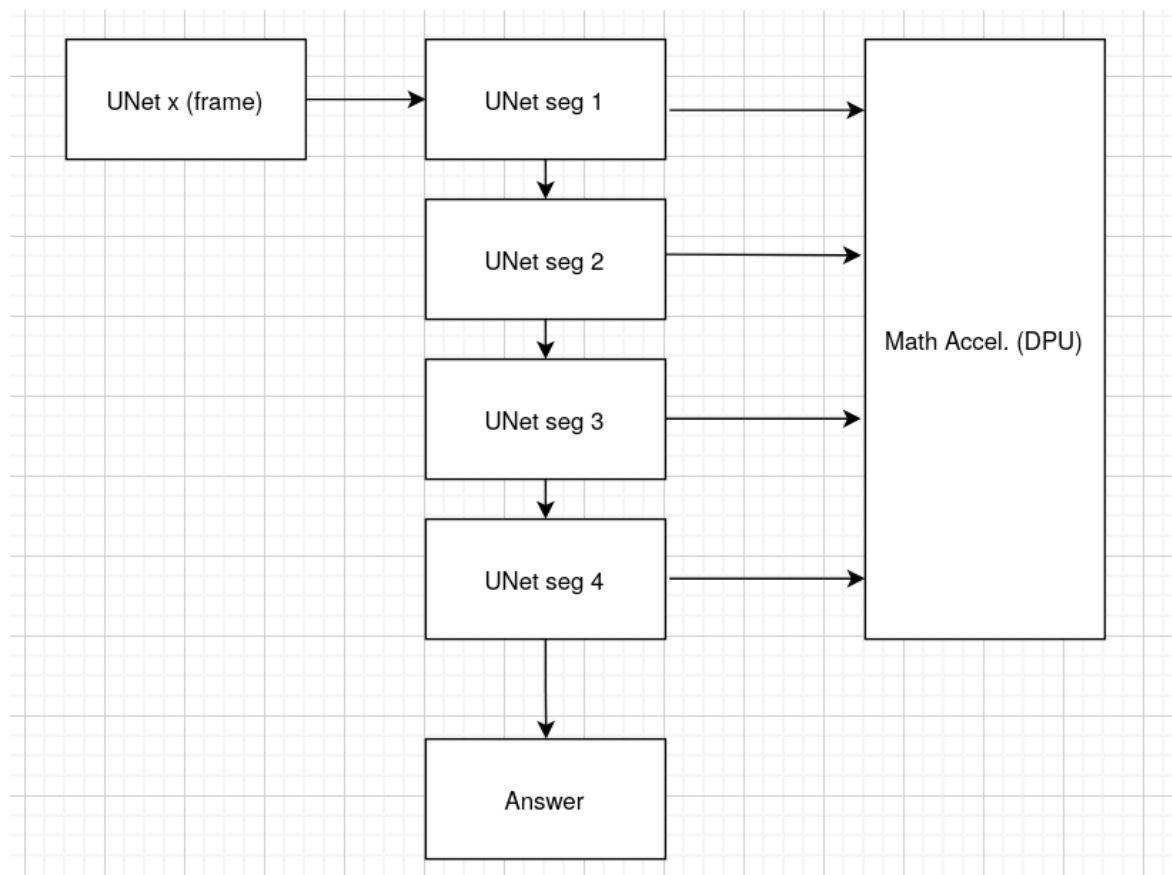 UNet x (frame)
UNet seg 1
UNet seg 2
UNet seg 3
Math Accel. (DPU)
UNet seg 4
Answer